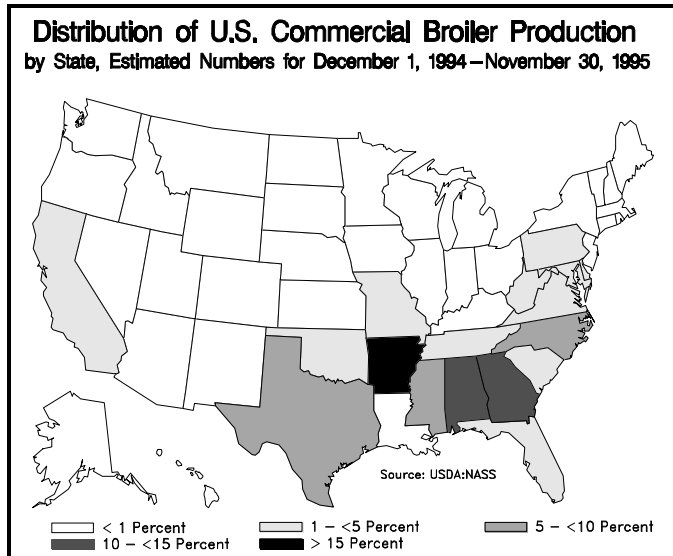 Distribution of U.S. Commercial Broiler Production
by State, Estimated Numbers for December 1, 1994–November 30, 1995
Source: USDA:NASS
< 1 Percent
1 – <5 Percent
5 – <10 Percent
10 – <15 Percent
> 15 Percent